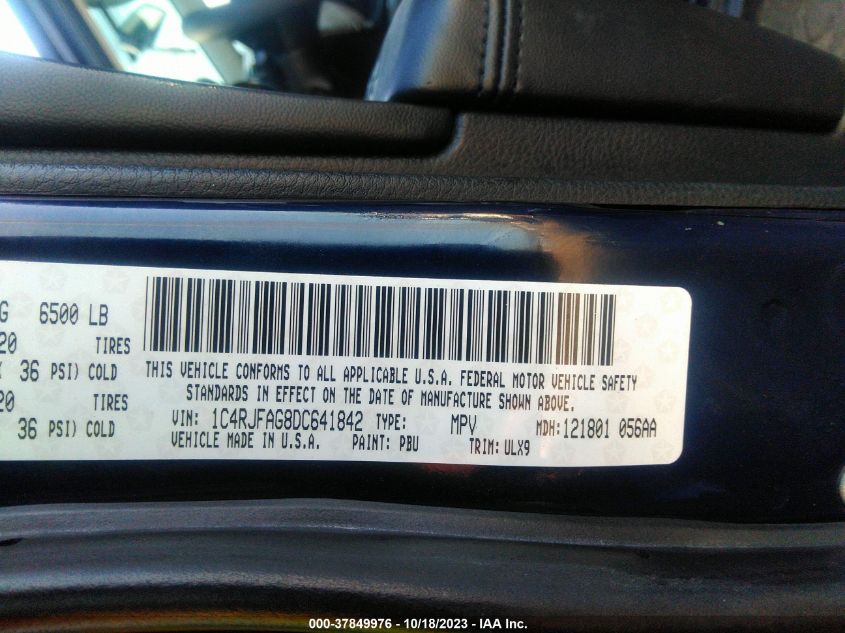 G 6500 LB
20 TIRES
36 PSI) COLD
20
36 PSI) COLD
THIS VEHICLE CONFORMS TO ALL APPLICABLE U.S.A. FEDERAL MOTOR VEHICLE SAFETY
STANDARDS IN EFFECT ON THE DATE OF MANUFACTURE SHOWN ABOVE.
VIN: 1C4RJFAG8DC641842 TYPE: MPV MDH:121801 056AA
VEHICLE MADE IN U.S.A. PAINT: PBU TRIM: ULX9
000-37849976 - 10/18/2023 - IAA Inc.